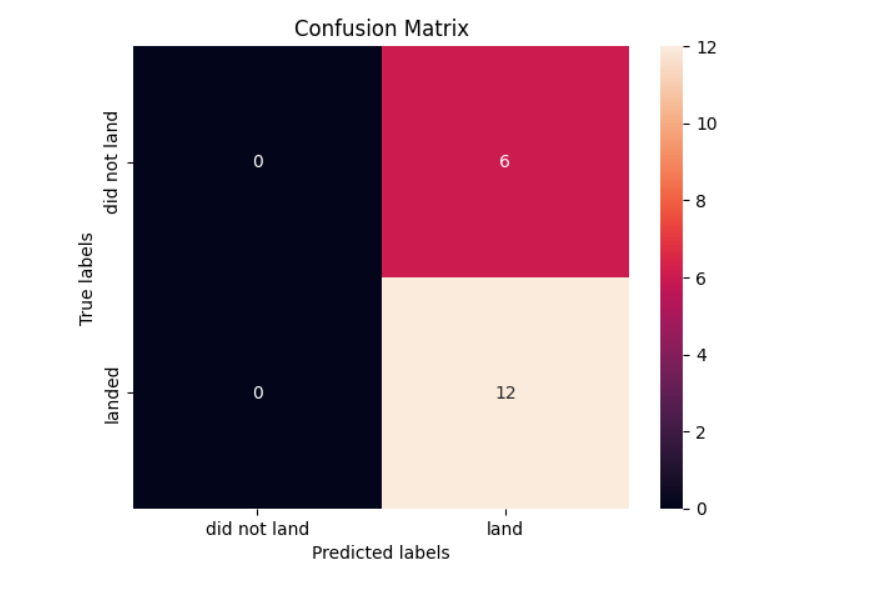 Confusion Matrix
True labels
did not land
landed
0
6
0
12
did not land
land
Predicted labels
12
10
8
6
4
2
0